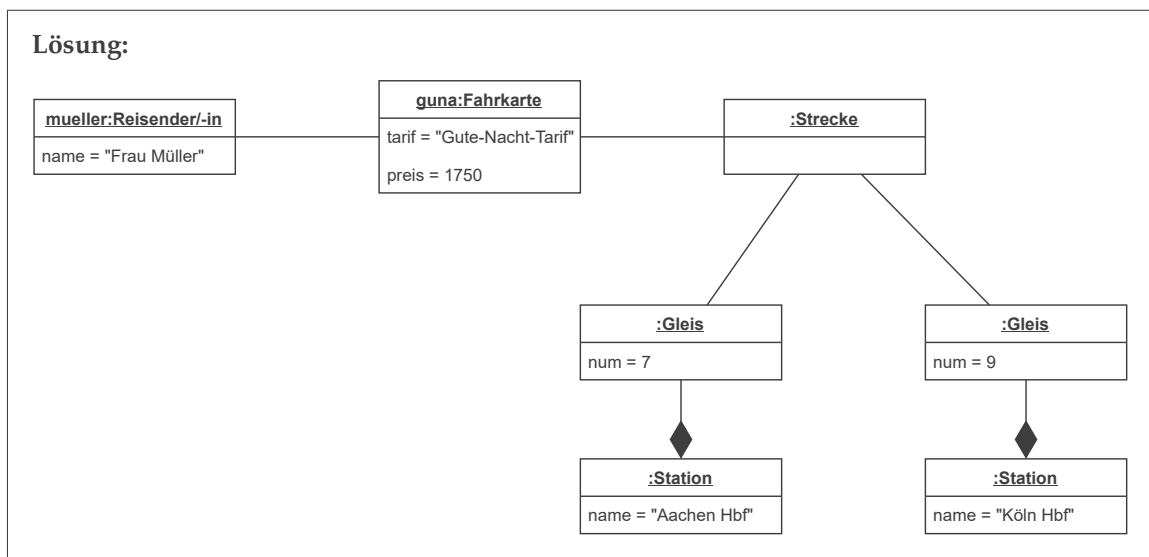 Lösung:
mueller:Reisender/-in
name = "Frau Müller"
guna:Fahrkarte
tarif = "Gute-Nacht-Tarif"
preis = 1750
:Strecke
:Gleis
num = 7
:Gleis
num = 9
:Station
name = "Aachen Hbf"
:Station
name = "Köln Hbf"